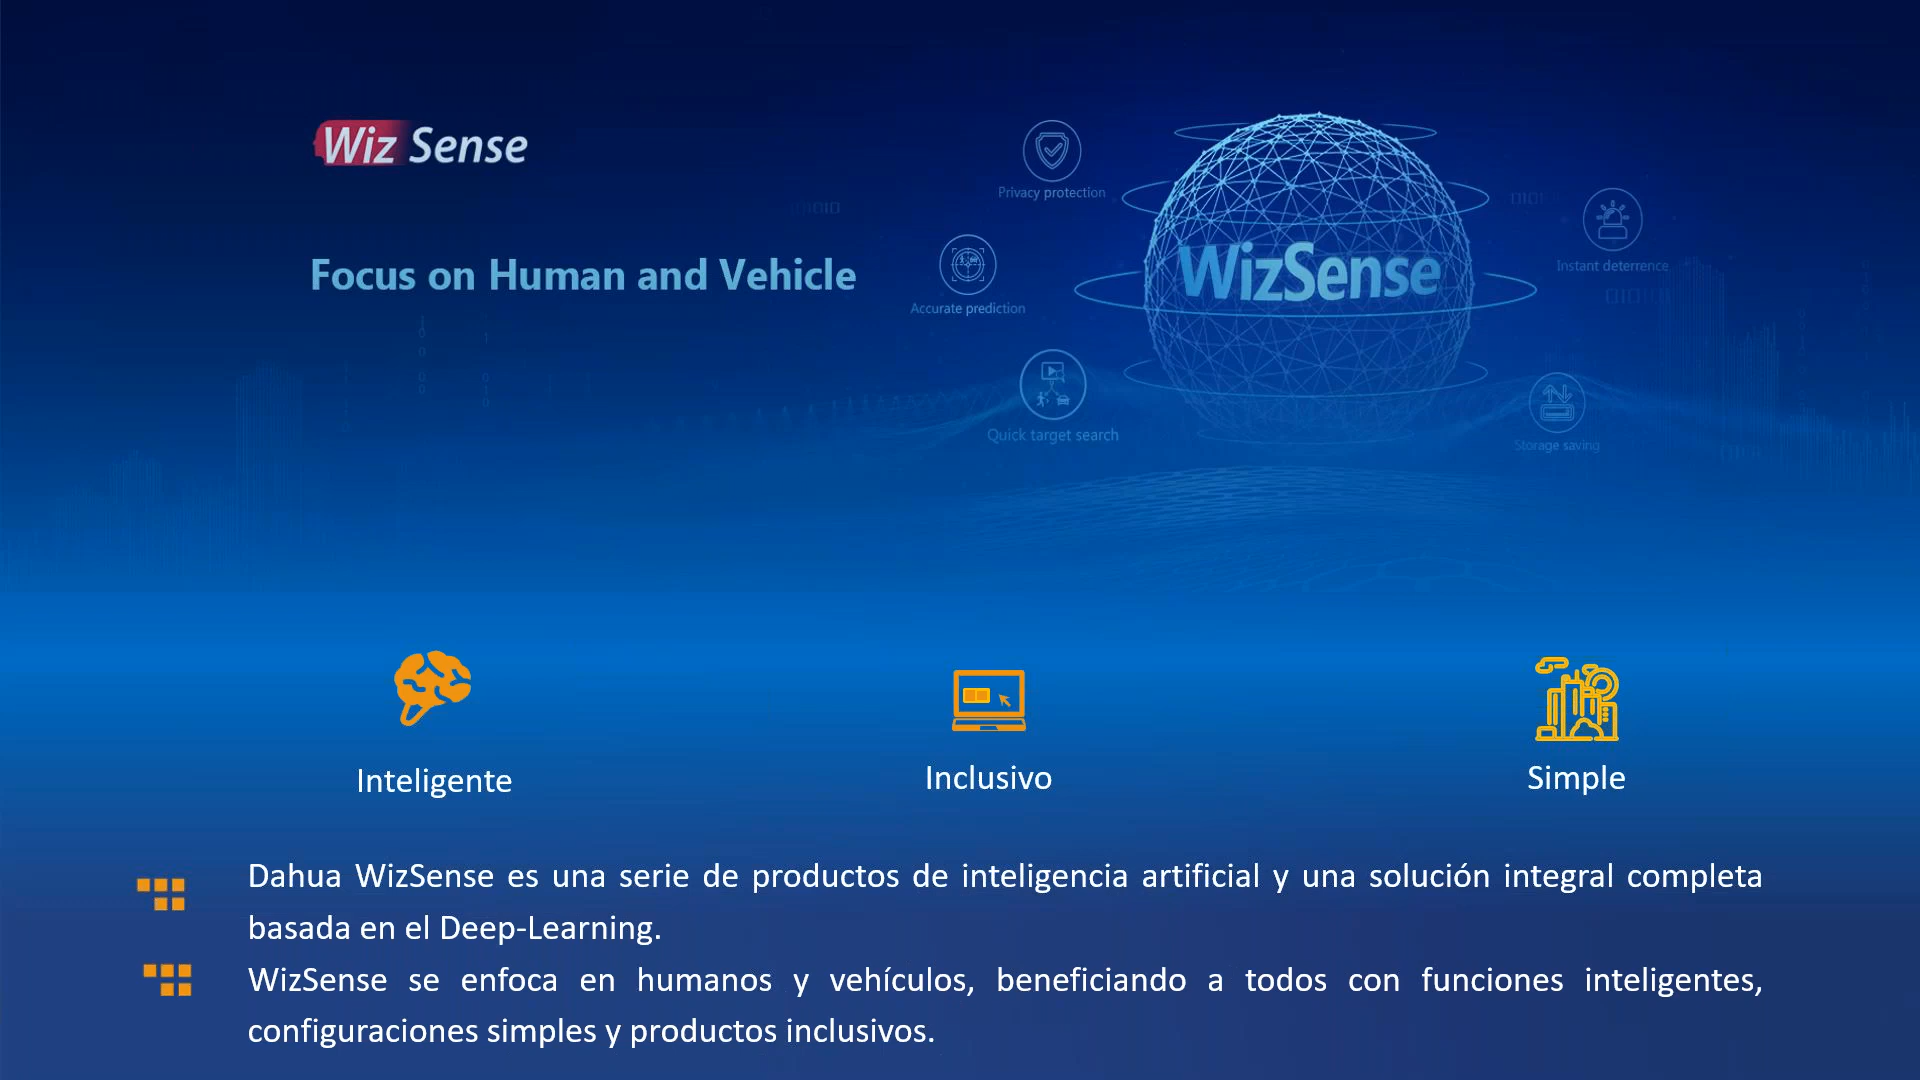 Wiz Sense
Focus on Human and Vehicle
Privacy protection
Accurate prediction
Quick target search
WizSense
Instant deterrence
Storage saving
Inteligente
Inclusivo
Simple
Dahua WizSense es una serie de productos de inteligencia artificial y una solución integral completa
basada en el Deep-Learning.
WizSense se enfoca en humanos y vehículos, beneficiando a todos con funciones inteligentes,
configuraciones simples y productos inclusivos.